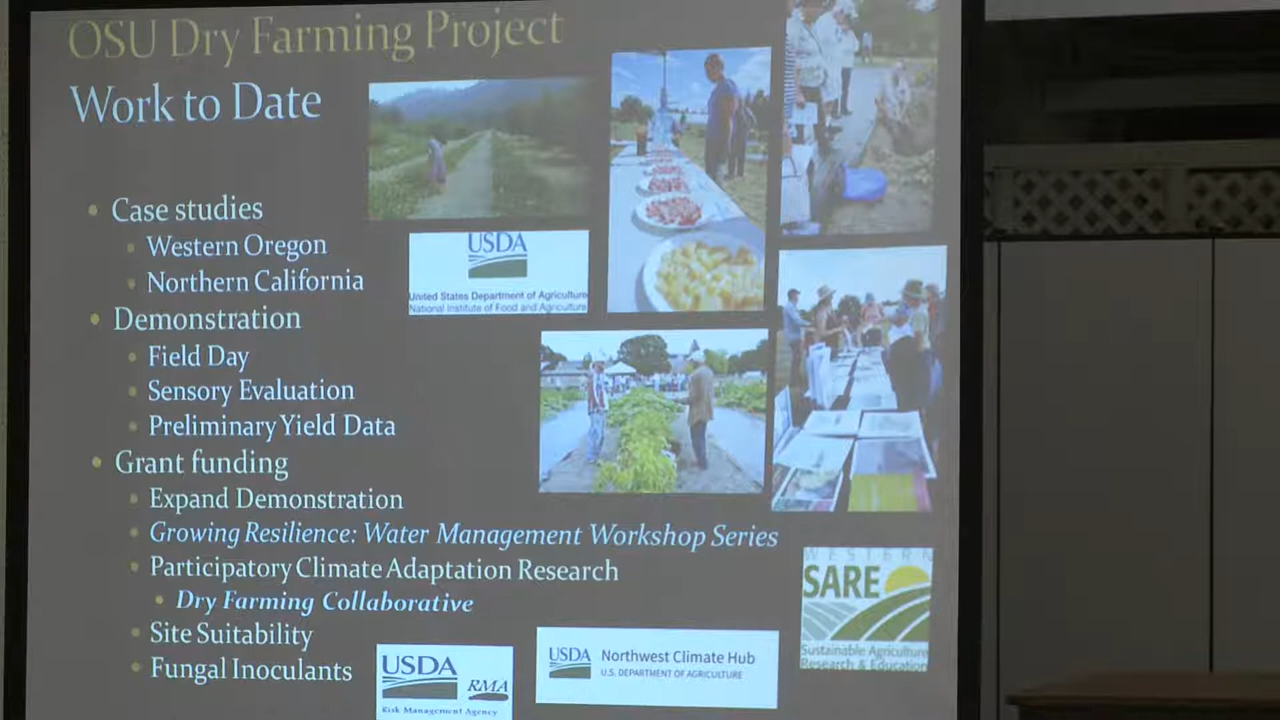 OSU Dry Farming Project
Work to Date
Case studies
Western Oregon
Northern California
Demonstration
Field Day
Sensory Evaluation
Preliminary Yield Data
Grant funding
Expand Demonstration
Growing Resilience: Water Management Workshop Series
Participatory Climate Adaptation Research
Dry Farming Collaborative
Site Suitability
Fungal Inoculants
USDA
United States Department of Agriculture
National Institute of Food and Agriculture
USDA
RMA
Risk Management Agency
USDA
Northwest Climate Hub
U.S. DEPARTMENT OF AGRICULTURE
WESTERN
SARE
Sustainable Agriculture
Research & Education